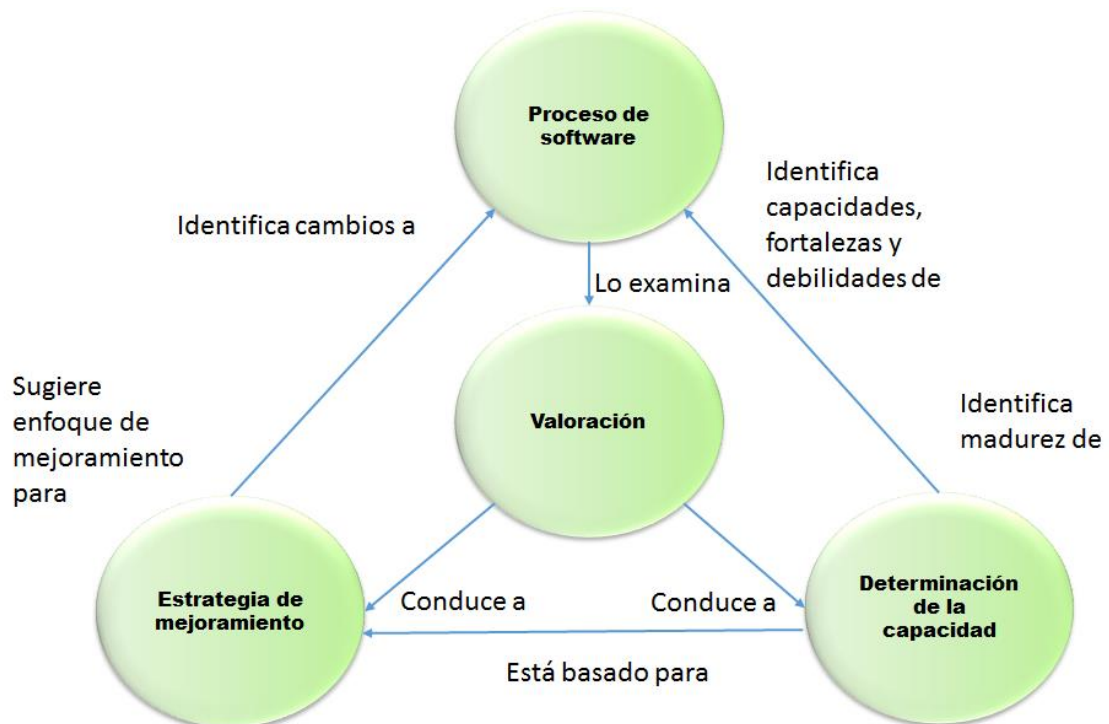 Proceso de
software
Identifica
capacidades,
fortalezas y
debilidades de
Identifica cambios a
Lo examina
Sugiere
enfoque de
mejoramiento
para
Valoración
Identifica
madurez de
Estrategia de
mejoramiento
Conduce a
Conduce a
Determinación
de la
capacidad
Está basado para